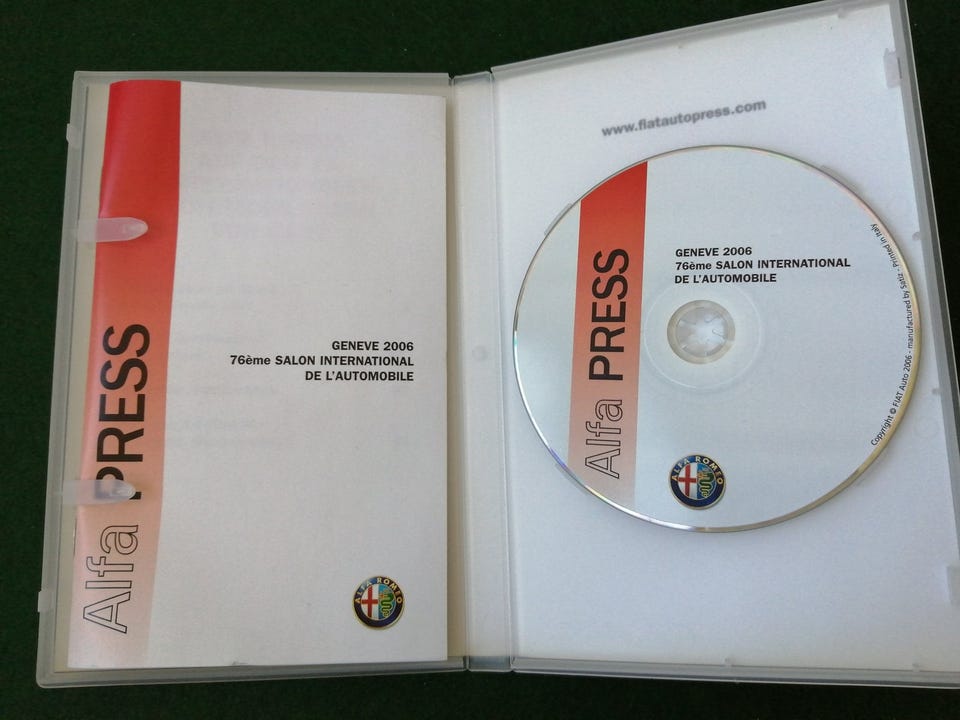 Alfa PRESS
GENEVE 2006
76ème SALON INTERNATIONAL
DE L'AUTOMOBILE
ALFA ROMEO
www.fiatautopress.com
Alfa PRESS
GENEVE 2006
76ème SALON INTERNATIONAL
DE L'AUTOMOBILE
ALFA ROMEO
Copyright © FIAT Auto 2006 - manufactured by Satiz - Printed in Italy